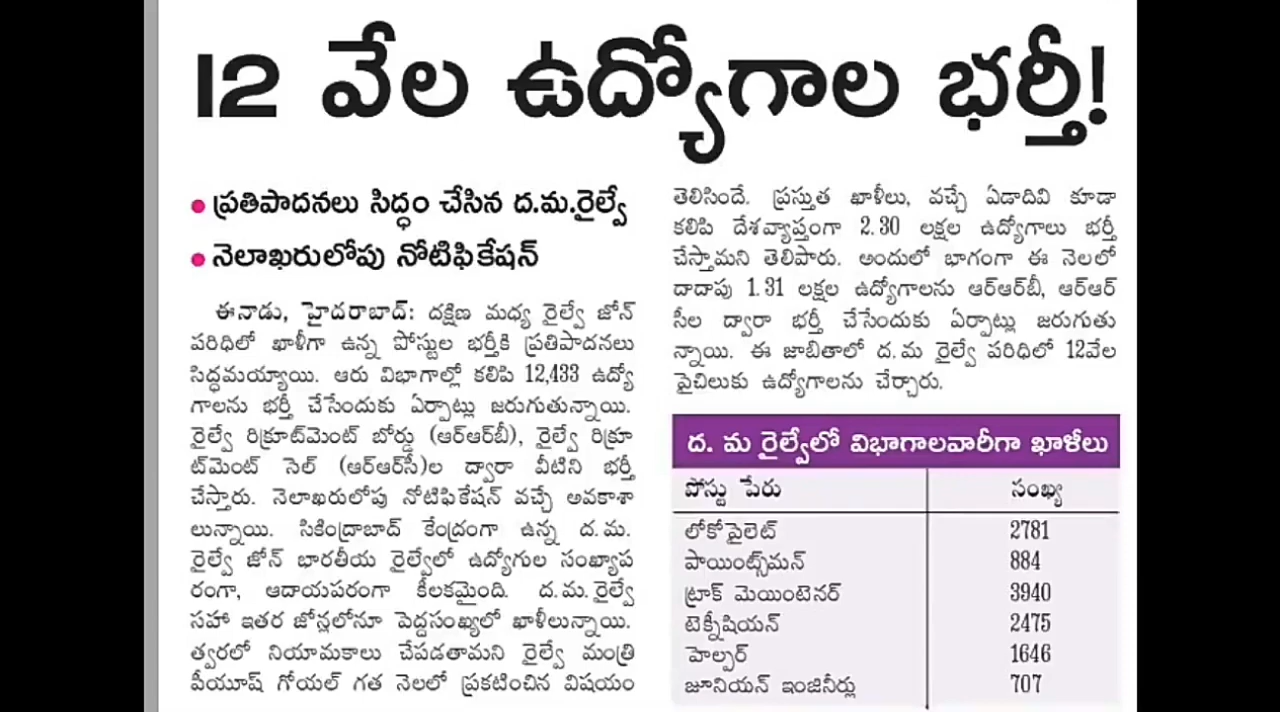 12 వేల ఉద్యోగాల భర్తీ!
• ప్రతిపాదనలు సిద్ధం చేసిన ద.మ.రైల్వే
• నెలాఖరులోపు నోటిఫికేషన్
ఈనాడు, హైదరాబాద్: దక్షిణ మధ్య రైల్వే జోన్
పరిధిలో ఖాళీగా ఉన్న పోస్టుల భర్తీకి ప్రతిపాదనలు
సిద్ధమయ్యాయి. ఆరు విభాగాల్లో కలిపి 12,433 ఉద్యో
గాలను భర్తీ చేసేందుకు ఏర్పాట్లు జరుగుతున్నాయి.
రైల్వే రిక్రూట్‌మెంట్ బోర్డు (ఆర్ఆర్‌బీ), రైల్వే రిక్రూ
ట్‌మెంట్ సెల్ (ఆర్ఆర్‌సీ)ల ద్వారా వీటిని భర్తీ
చేస్తారు. నెలాఖరులోపు నోటిఫికేషన్ వచ్చే అవకాశా
లున్నాయి. సికింద్రాబాద్ కేంద్రంగా ఉన్న ద.మ.
రైల్వే జోన్ భారతీయ రైల్వేలో ఉద్యోగుల సంఖ్యాప
రంగా, ఆదాయపరంగా కీలకమైంది. ద.మ.రైల్వే
సహా ఇతర జోన్లలోనూ పెద్దసంఖ్యలో ఖాళీలున్నాయి.
త్వరలో నియామకాలు చేపడతామని రైల్వే మంత్రి
పీయూష్ గోయల్ గత నెలలో ప్రకటించిన విషయం
తెలిసిందే. ప్రస్తుత ఖాళీలు, వచ్చే ఏడాదివి కూడా
కలిపి దేశవ్యాప్తంగా 2.30 లక్షల ఉద్యోగాలు భర్తీ
చేస్తామని తెలిపారు. అందులో భాగంగా ఈ నెలలో
దాదాపు 1.31 లక్షల ఉద్యోగాలను ఆర్ఆర్‌బీ, ఆర్ఆర్
సీల ద్వారా భర్తీ చేసేందుకు ఏర్పాట్లు జరుగుతు
న్నాయి. ఈ జాబితాలో ద.మ రైల్వే పరిధిలో 12వేల
పైచిలుకు ఉద్యోగాలను చేర్చారు.
ద. మ రైల్వేలో విభాగాలవారీగా ఖాళీలు
పోస్టు పేరు సంఖ్య
లోకోపైలెట్ 2781
పాయింట్స్‌మన్ 884
ట్రాక్ మెయింటెనర్ 3940
టెక్నీషియన్ 2475
హెల్పర్ 1646
జూనియన్ ఇంజినీర్లు 707